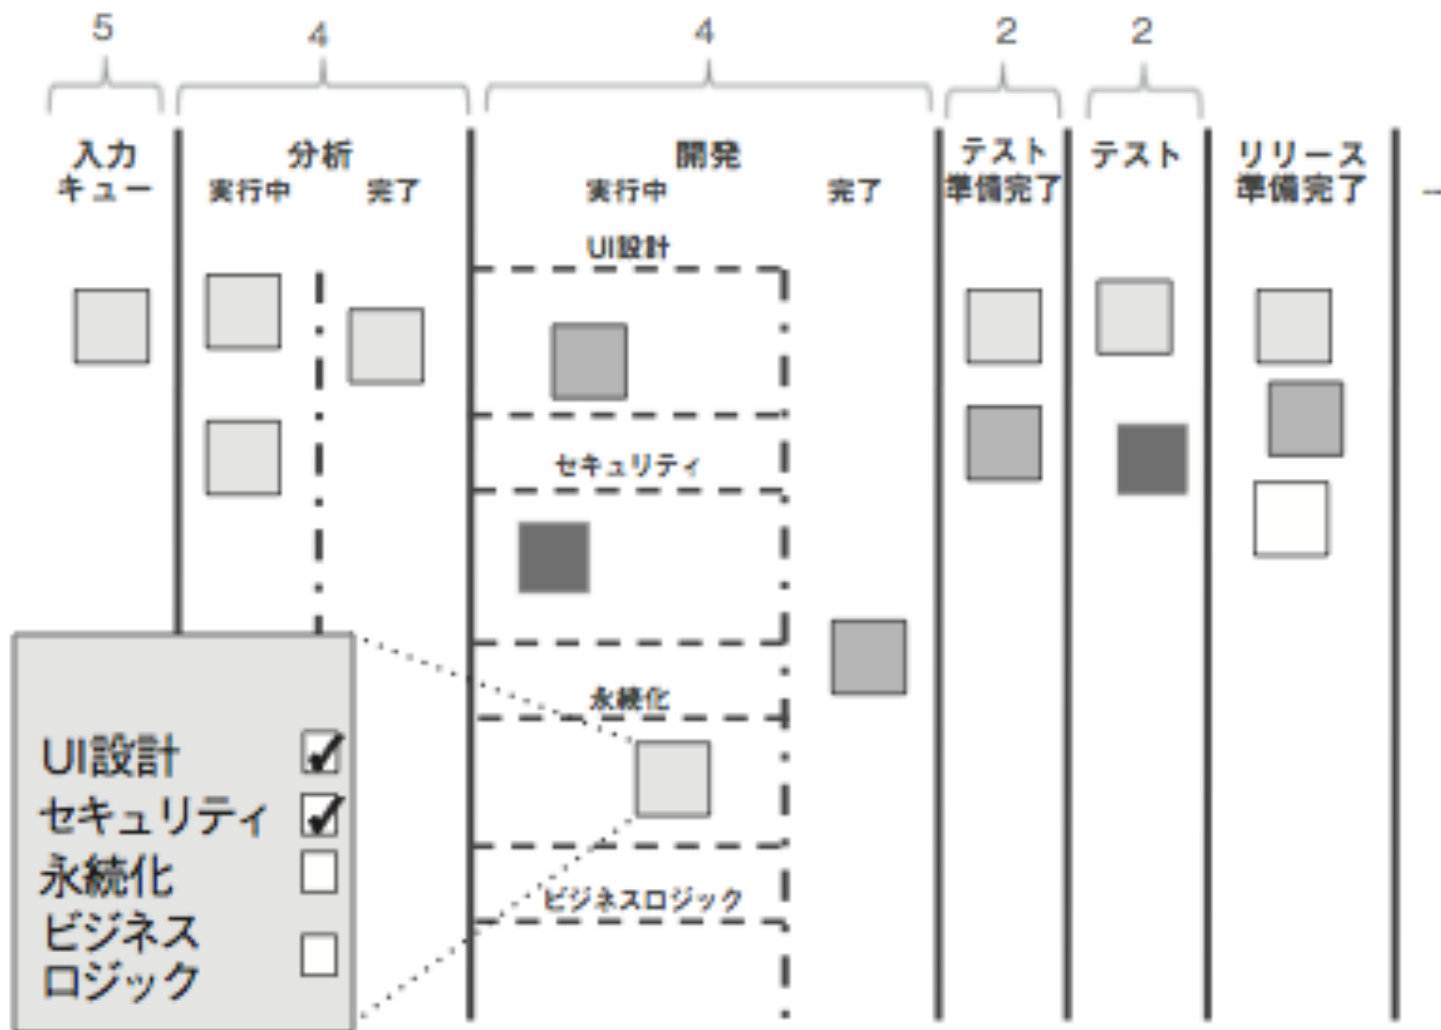 5 4 4 2 2
入力
キュー
分析
実行中 完了
開発
実行中 完了
テスト
準備完了
テスト
リリース
準備完了
UI設計
セキュリティ
永続化
ビジネスロジック
UI設計
セキュリティ
永続化
ビジネス
ロジック